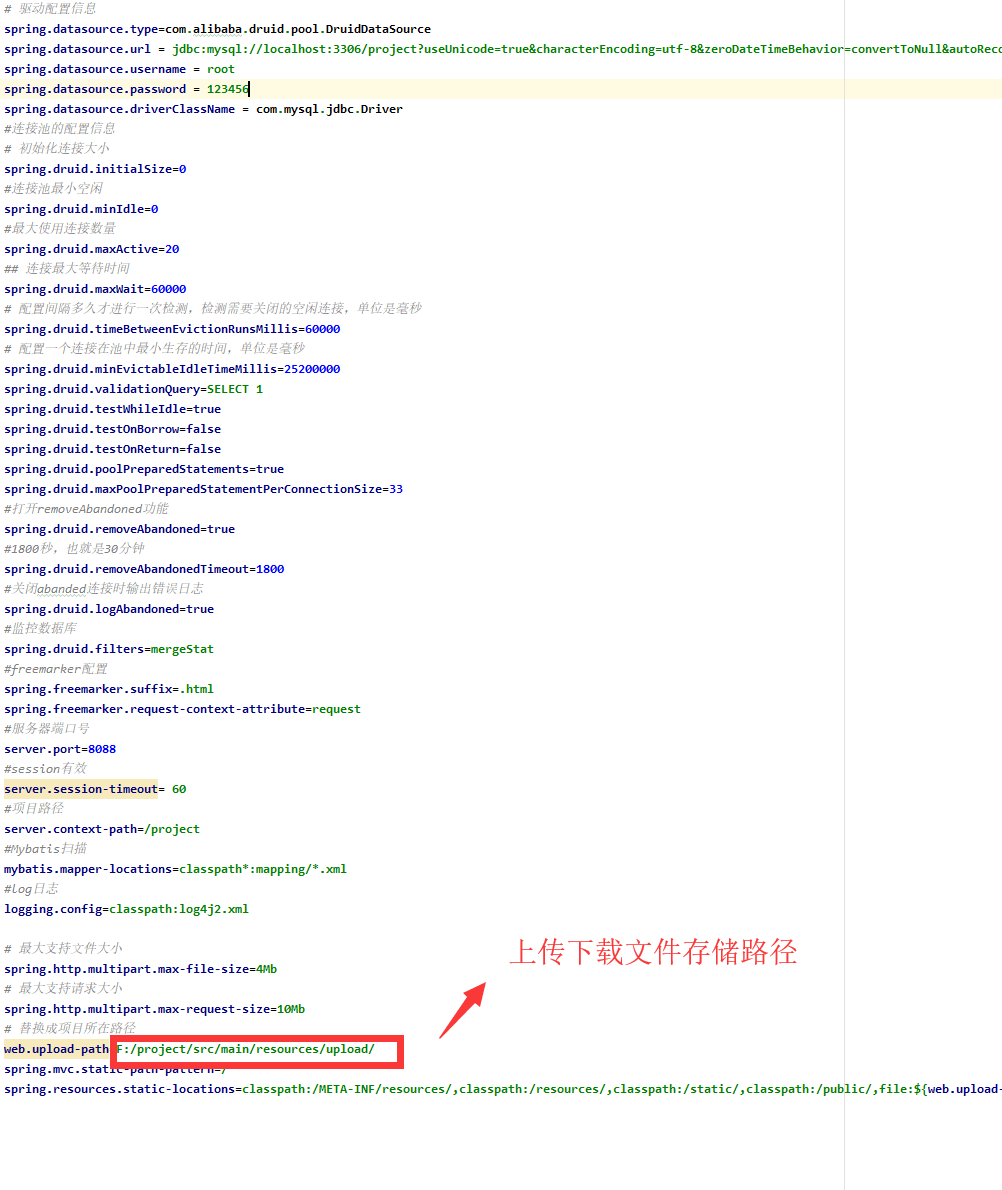 # 驱动配置信息
spring.datasource.type=com.alibaba.druid.pool.DruidDataSource
spring.datasource.url = jdbc:mysql://localhost:3306/project?useUnicode=true&characterEncoding=utf-8&zeroDateTimeBehavior=convertToNull&autoReco
spring.datasource.username = root
spring.datasource.password = 123456
spring.datasource.driverClassName = com.mysql.jdbc.Driver
#连接池的配置信息
# 初始化连接大小
spring.druid.initialSize=0
#连接池最小空闲
spring.druid.minIdle=0
#最大使用连接数量
spring.druid.maxActive=20
## 连接最大等待时间
spring.druid.maxWait=60000
# 配置间隔多久才进行一次检测，检测需要关闭的空闲连接，单位是毫秒
spring.druid.timeBetweenEvictionRunsMillis=60000
# 配置一个连接在池中最小生存的时间，单位是毫秒
spring.druid.minEvictableIdleTimeMillis=25200000
spring.druid.validationQuery=SELECT 1
spring.druid.testWhileIdle=true
spring.druid.testOnBorrow=false
spring.druid.testOnReturn=false
spring.druid.poolPreparedStatements=true
spring.druid.maxPoolPreparedStatementPerConnectionSize=33
#打开removeAbandoned功能
spring.druid.removeAbandoned=true
#1800秒，也就是30分钟
spring.druid.removeAbandonedTimeout=1800
#关闭abanded连接时输出错误日志
spring.druid.logAbandoned=true
#监控数据库
spring.druid.filters=mergeStat
#freemarker配置
spring.freemarker.suffix=.html
spring.freemarker.request-context-attribute=request
#服务器端口号
server.port=8088
#session有效
server.session-timeout= 60
#项目路径
server.context-path=/project
#Mybatis扫描
mybatis.mapper-locations=classpath*:mapping/*.xml
#log日志
logging.config=classpath:log4j2.xml
# 最大支持文件大小
上传下载文件存储路径
spring.http.multipart.max-file-size=4Mb
# 最大支持请求大小
spring.http.multipart.max-request-size=10Mb
# 替换成项目所在路径
web.upload-path F:/project/src/main/resources/upload/
spring.mvc.static-path-pattern=/
spring.resources.static-locations=classpath:/META-INF/resources/,classpath:/resources/,classpath:/static/,classpath:/public/,file:${web.upload-